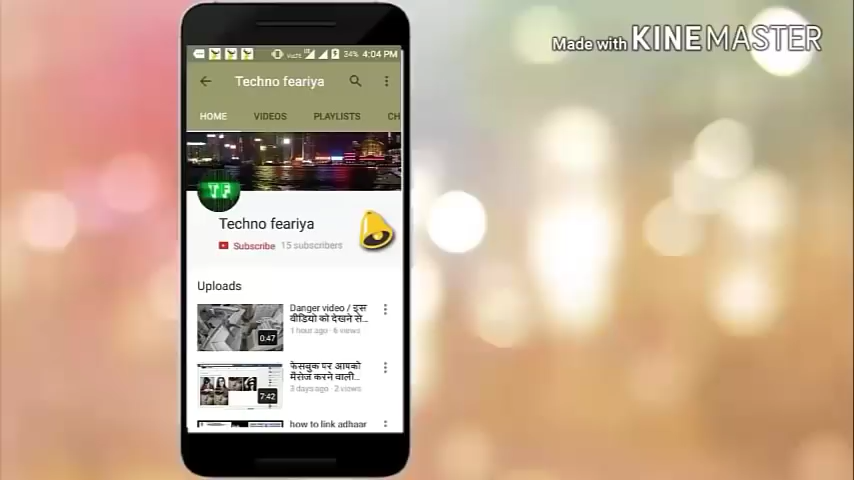 Made with KINEMASTER
VoLTE 34% 4:04 PM
Techno feariya
HOME VIDEOS PLAYLISTS CH
TF
Techno feariya
Subscribe 15 subscribers
Uploads
Danger video / इस
वीडियो को देखने से...
0:47
1 hour ago · 6 views
फेसबुक पर आपको
मैसेज करने वाली...
7:42
3 days ago · 2 views
how to link adhaar